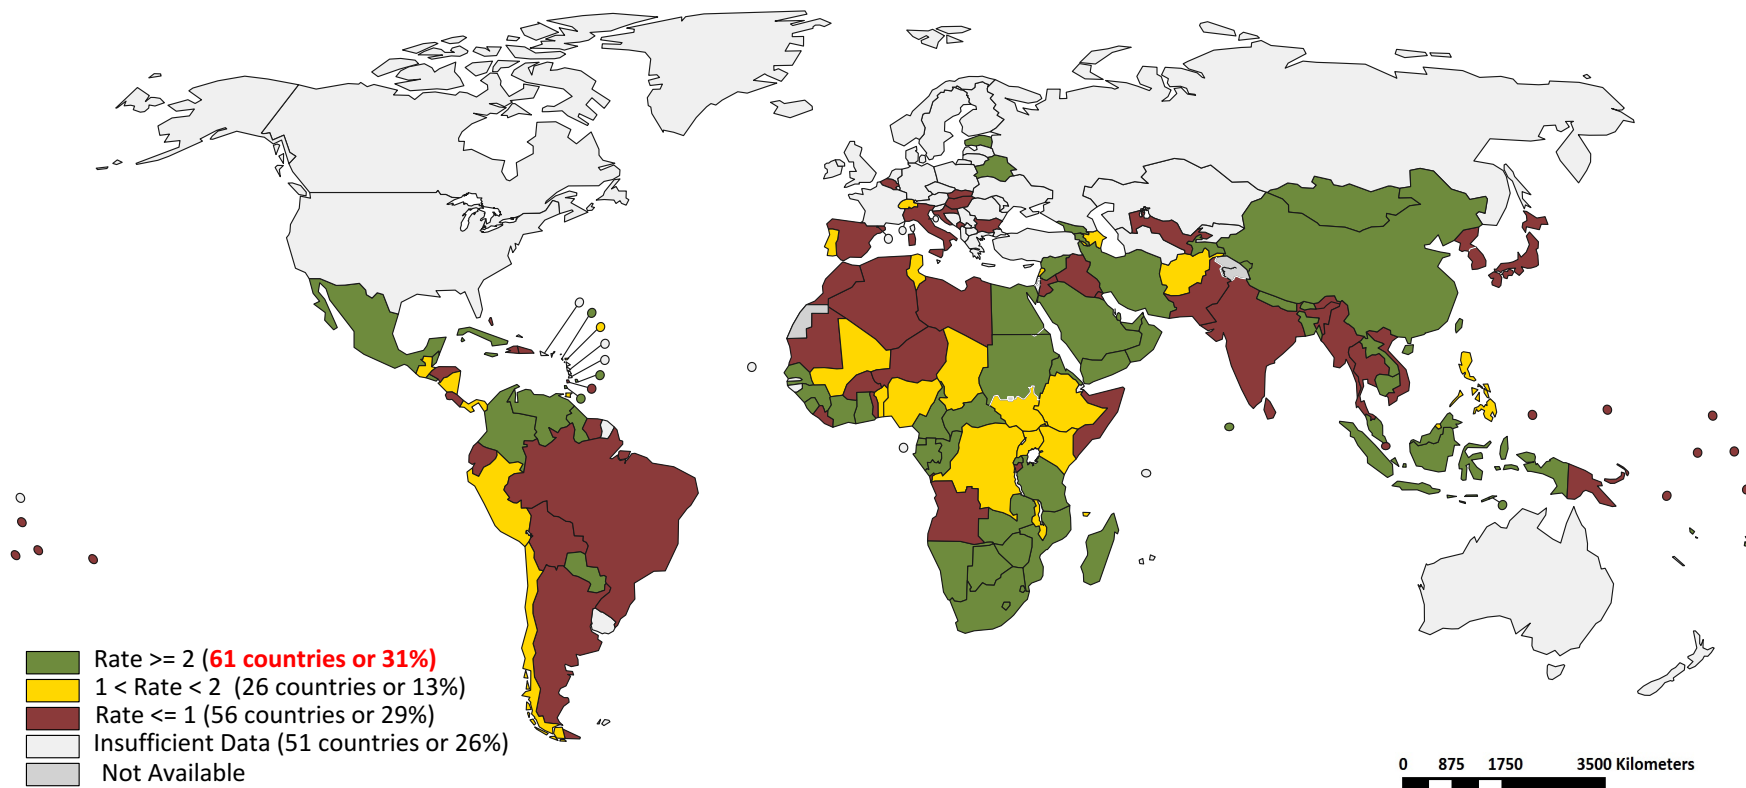 Rate >= 2 (61 countries or 31%)
1 < Rate < 2 (26 countries or 13%)
Rate <= 1 (56 countries or 29%)
Insufficient Data (51 countries or 26%)
Not Available
0 875 1750 3500 Kilometers